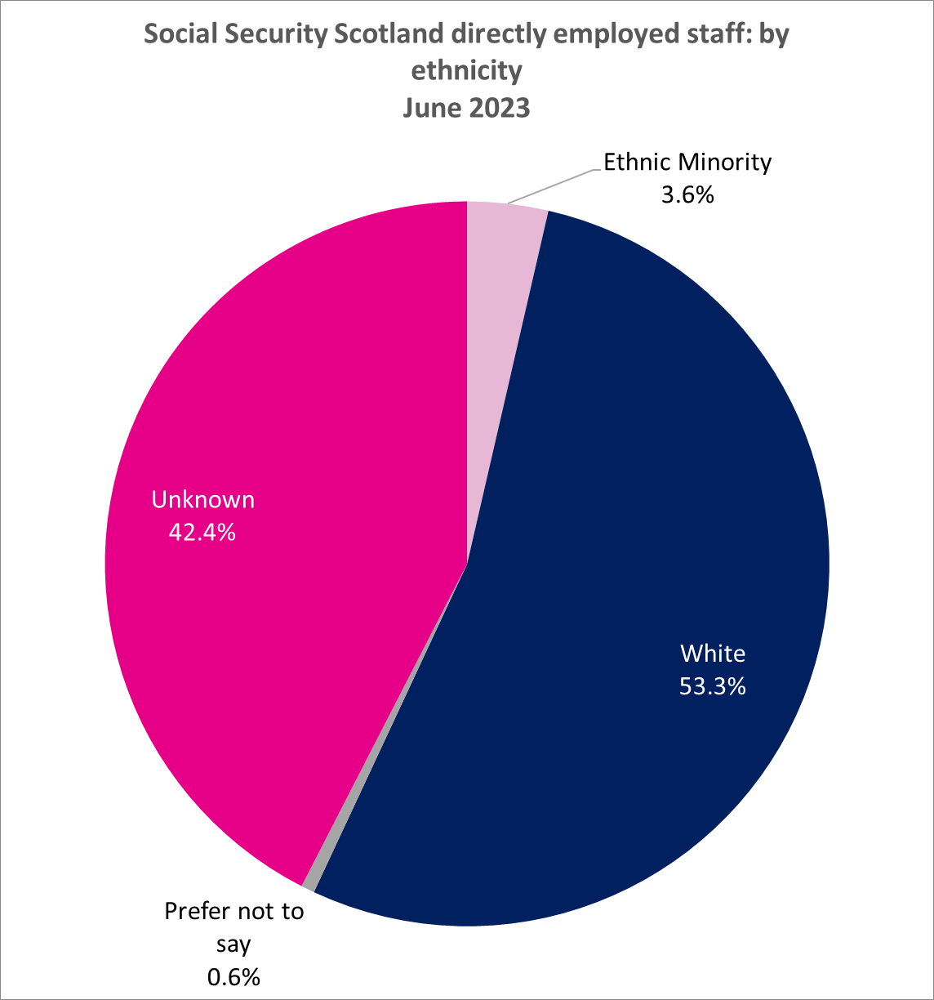 Social Security Scotland directly employed staff: by
ethnicity
June 2023
Ethnic Minority
3.6%
Unknown
42.4%
White
53.3%
Prefer not to
say
0.6%